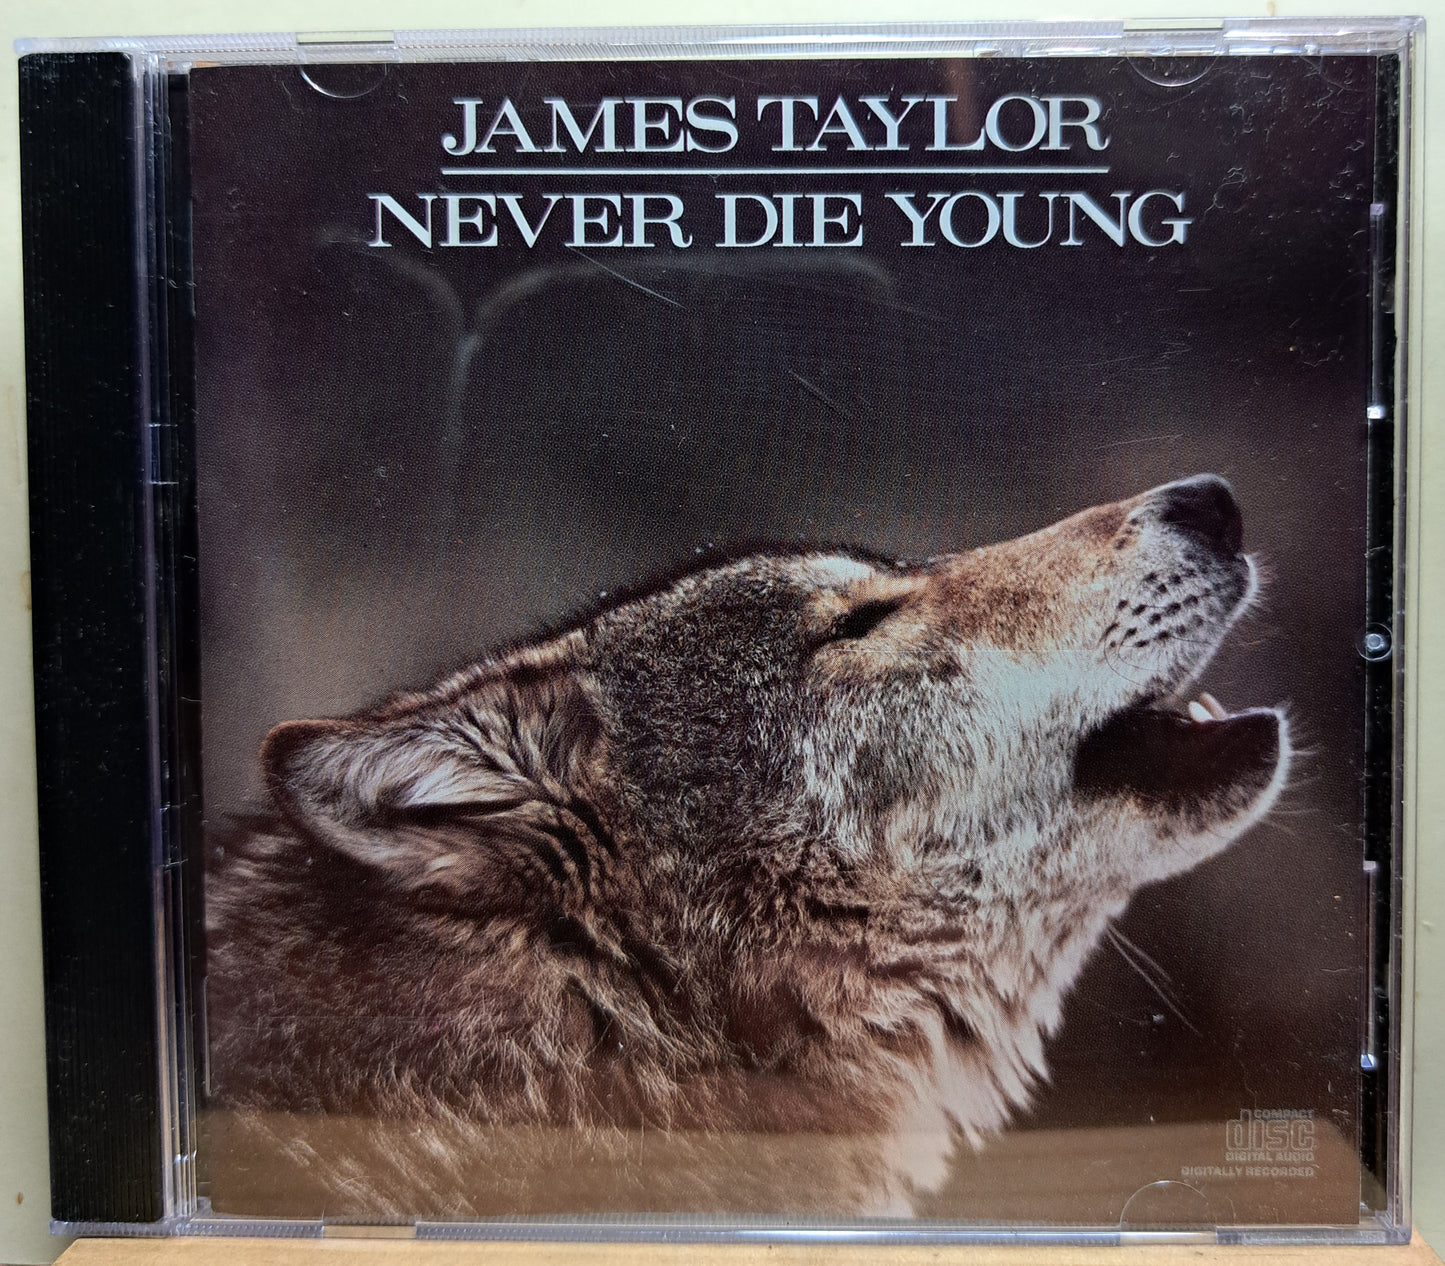 JAMES TAYLOR
NEVER DIE YOUNG
COMPACT
disc
DIGITAL AUDIO
DIGITALLY RECORDED